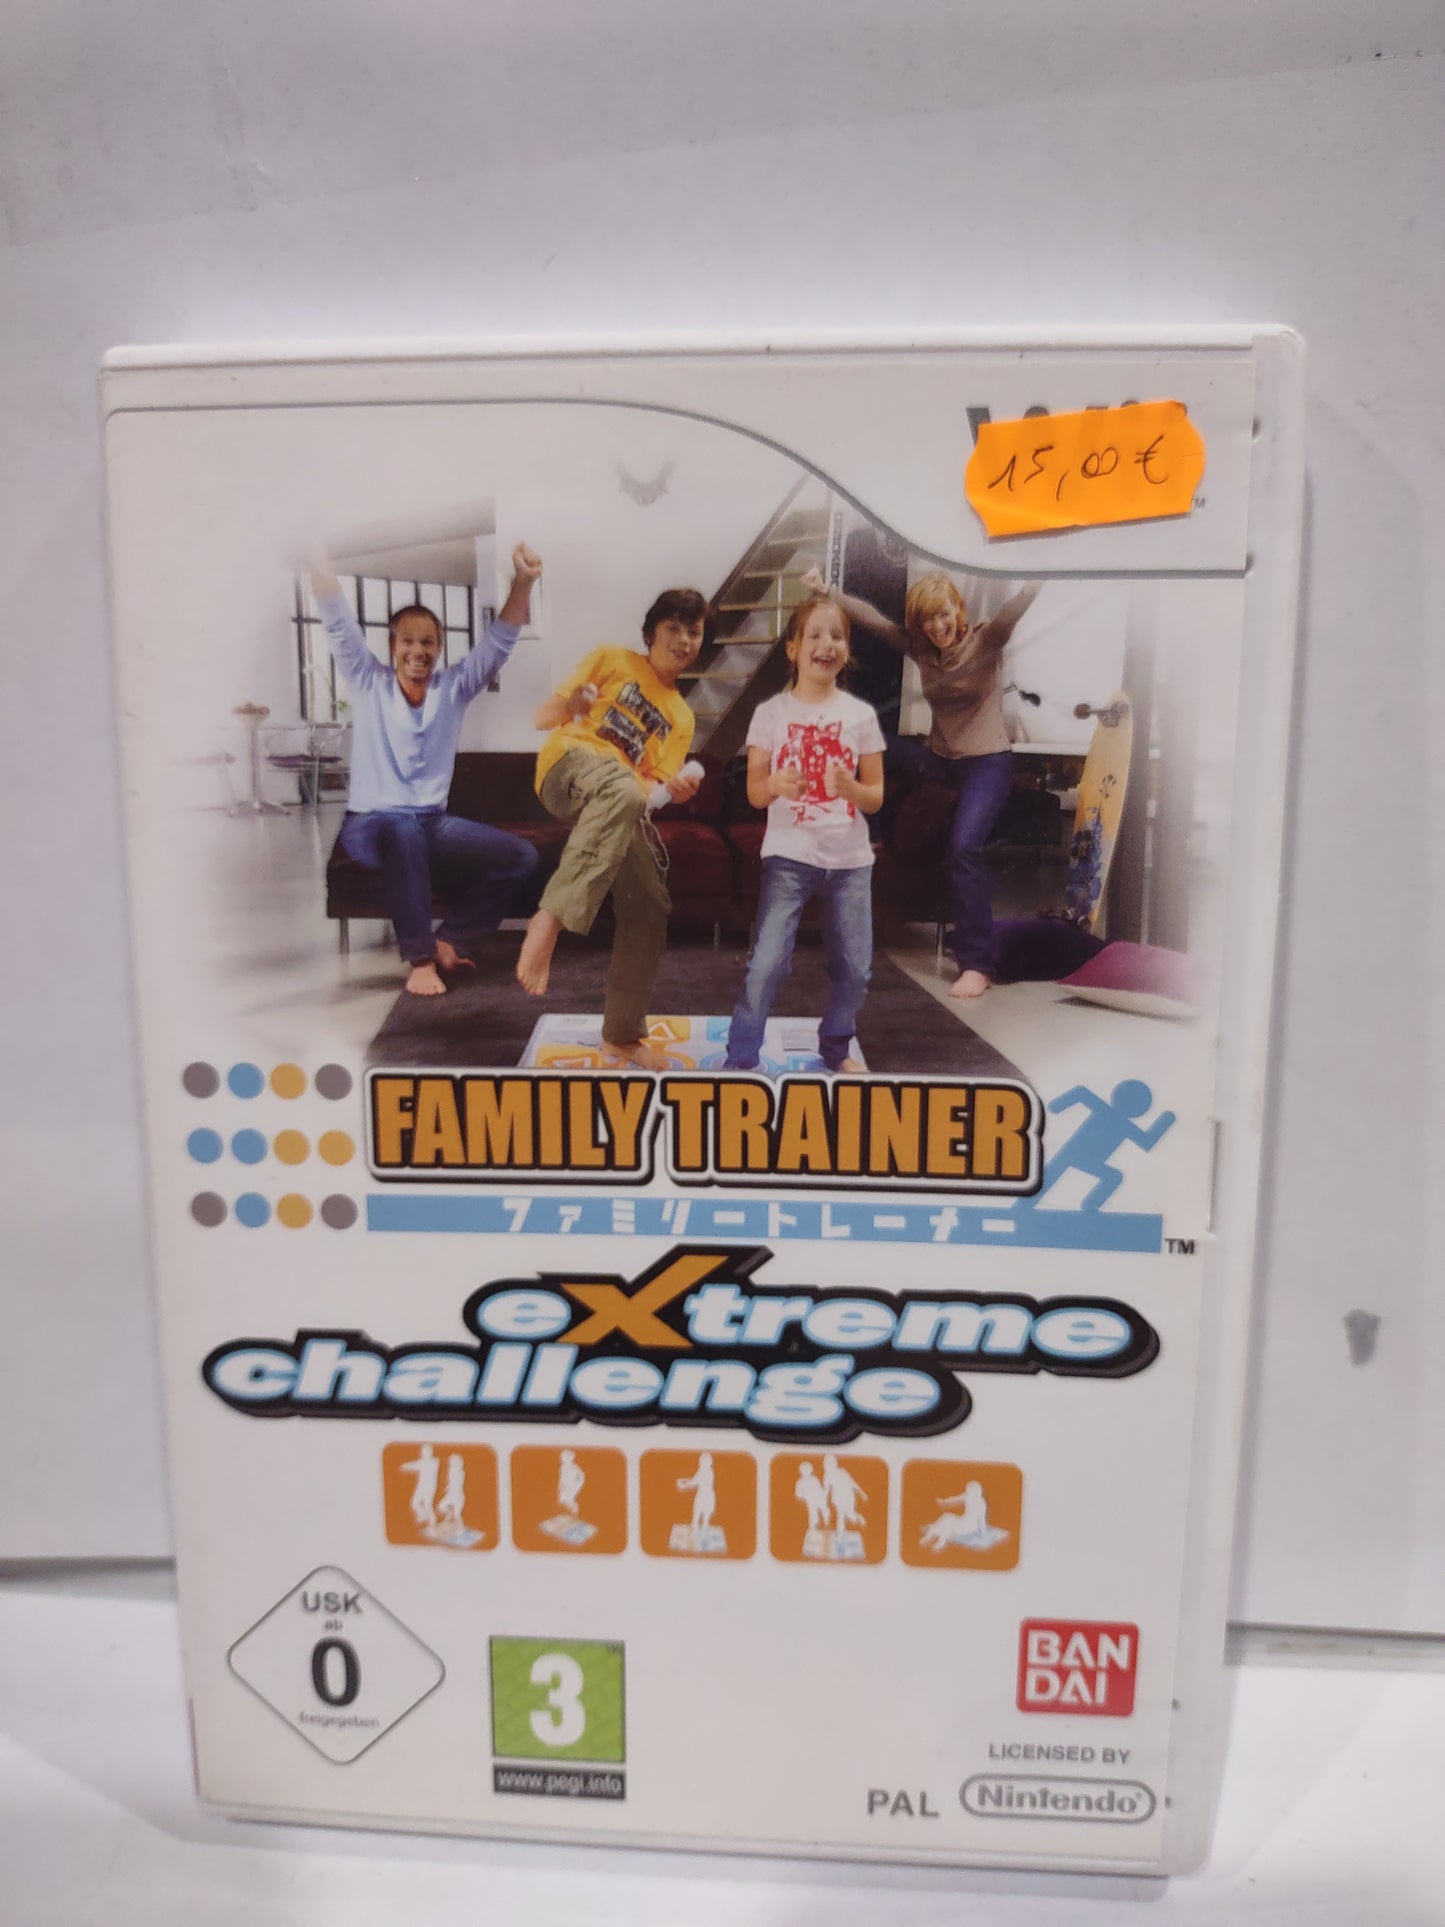 15,00 €
TM
FAMILY TRAINER
ファミリートレーナー
TM
eXtreme
challenge
USK
ab
0
freigegeben
3
www.pegi.info
BAN
DAI
LICENSED BY
PAL
Nintendo